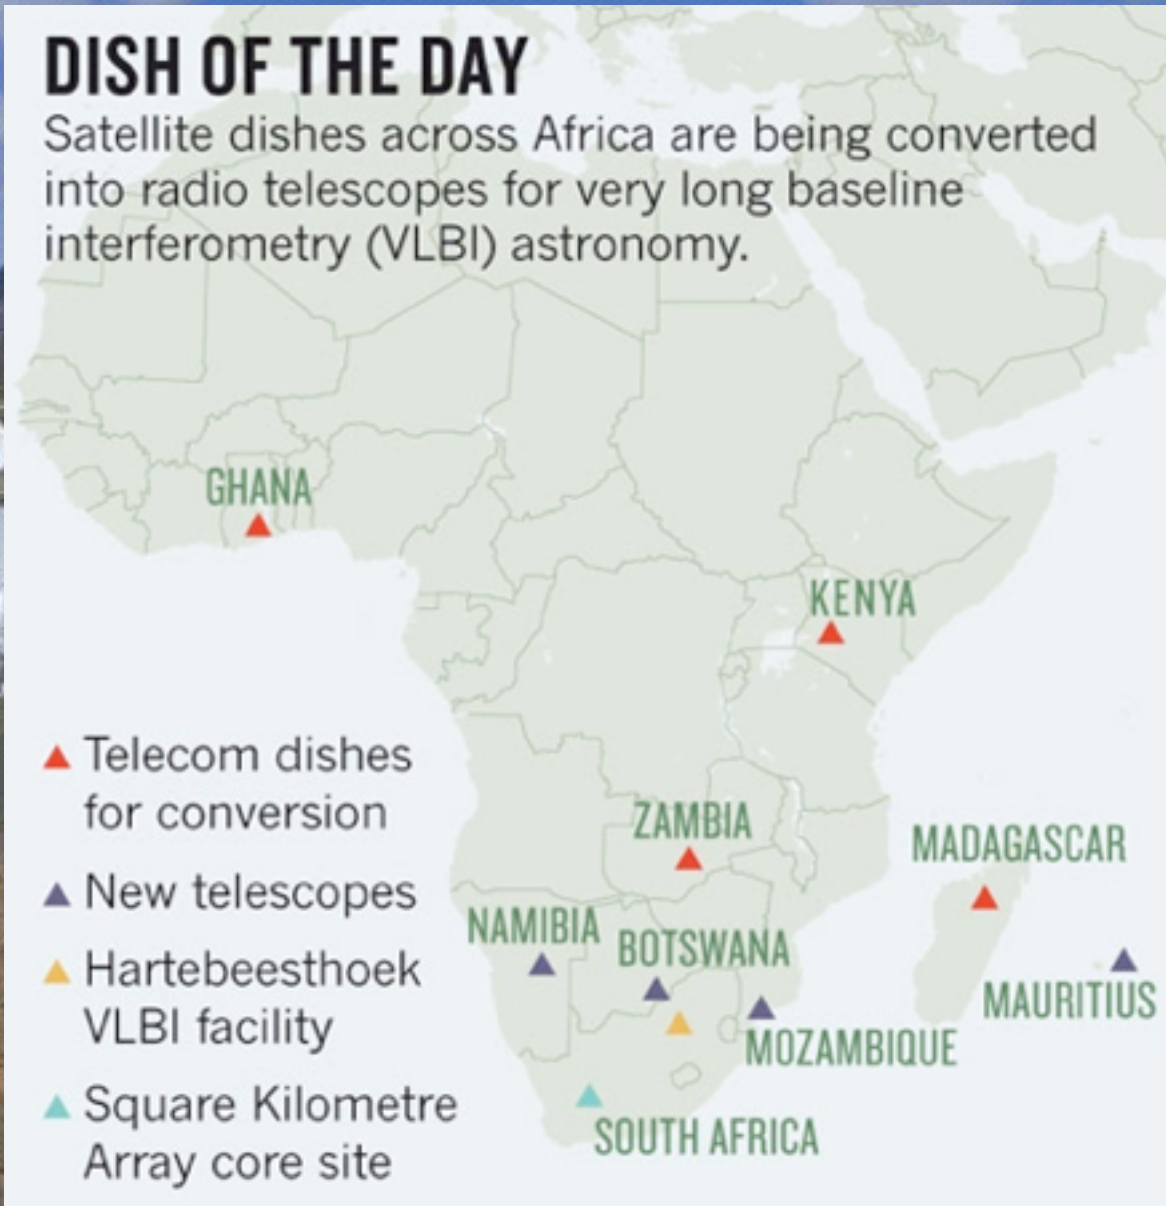 DISH OF THE DAY
Satellite dishes across Africa are being converted
into radio telescopes for very long baseline
interferometry (VLBI) astronomy.
GHANA
KENYA
Telecom dishes
for conversion
New telescopes
Hartebeesthoek
VLBI facility
Square Kilometre
Array core site
ZAMBIA
MADAGASCAR
NAMIBIA
BOTSWANA
MAURITIUS
MOZAMBIQUE
SOUTH AFRICA